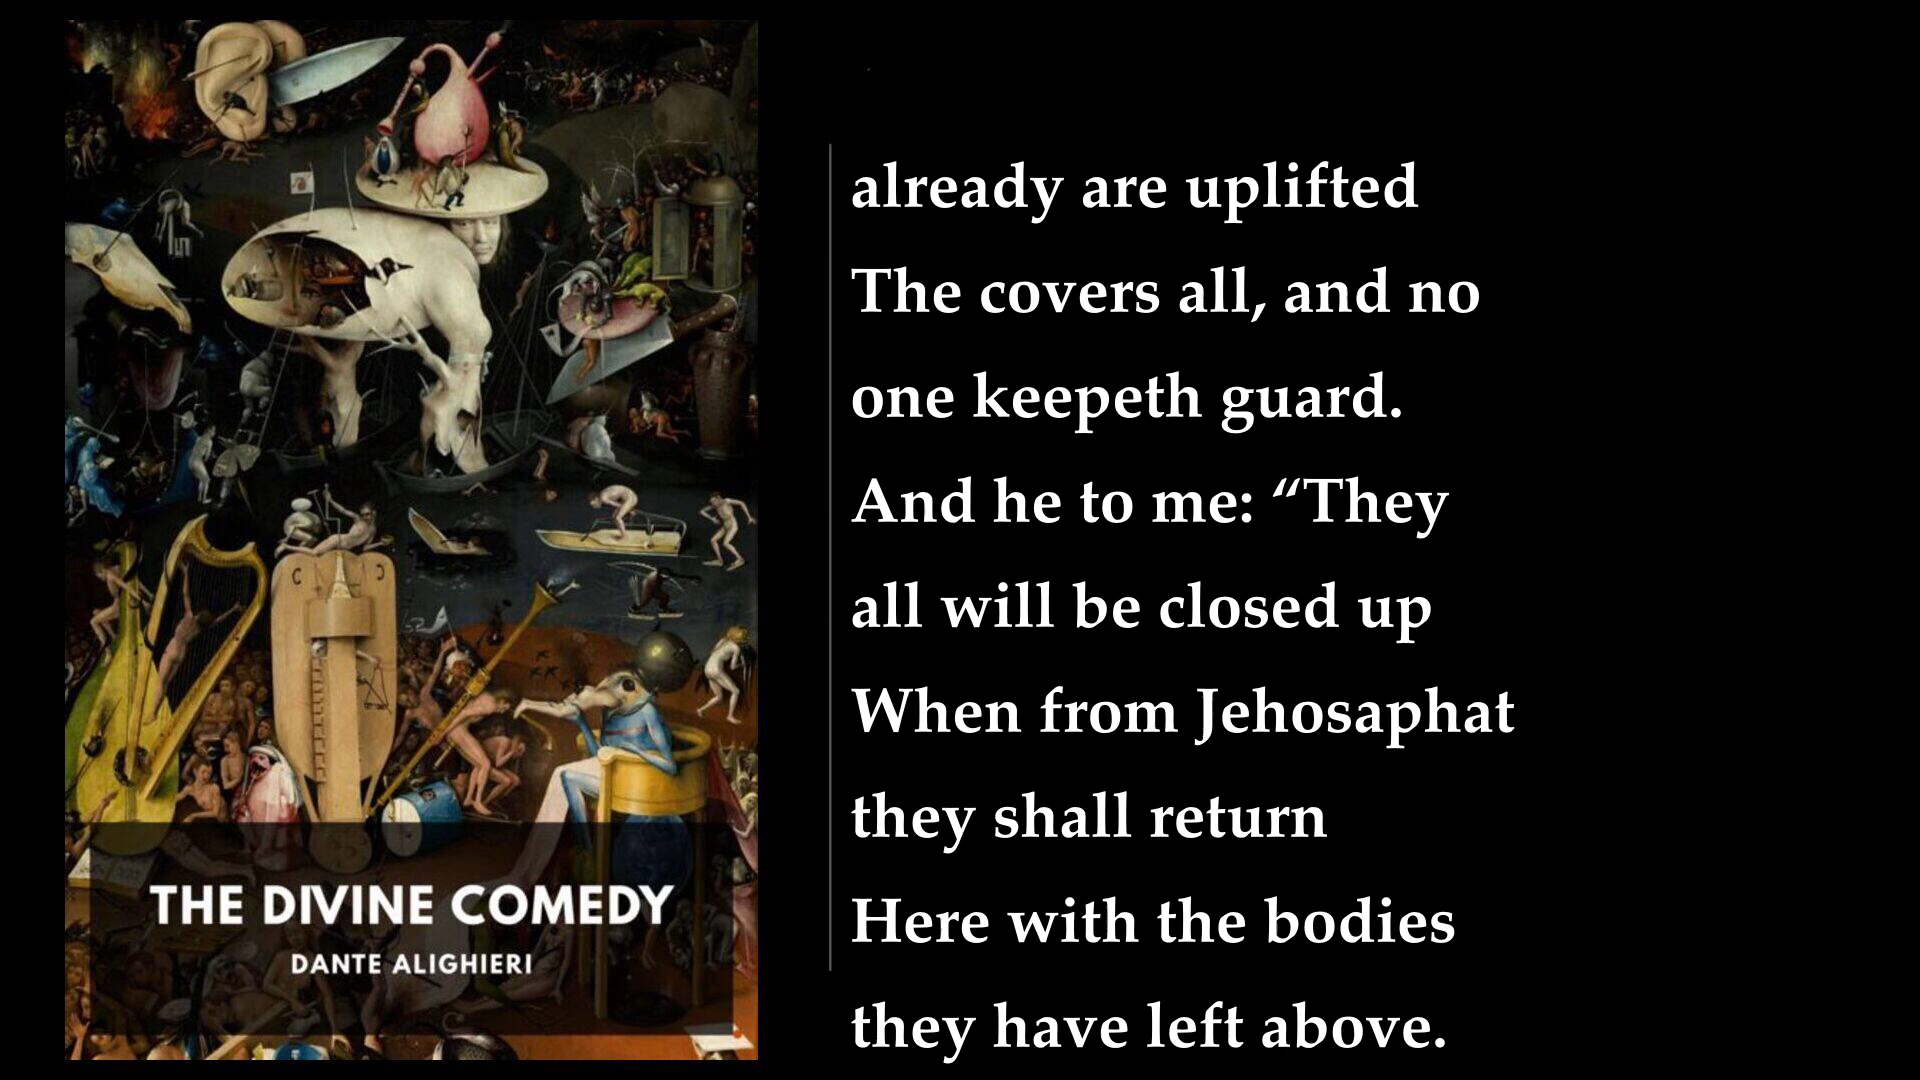 THE DIVINE COMEDY
DANTE ALIGHIERI
already are uplifted
The covers all, and no
one keepeth guard.
And he to me: “They
all will be closed up
When from Jehosaphat
they shall return
Here with the bodies
they have left above.